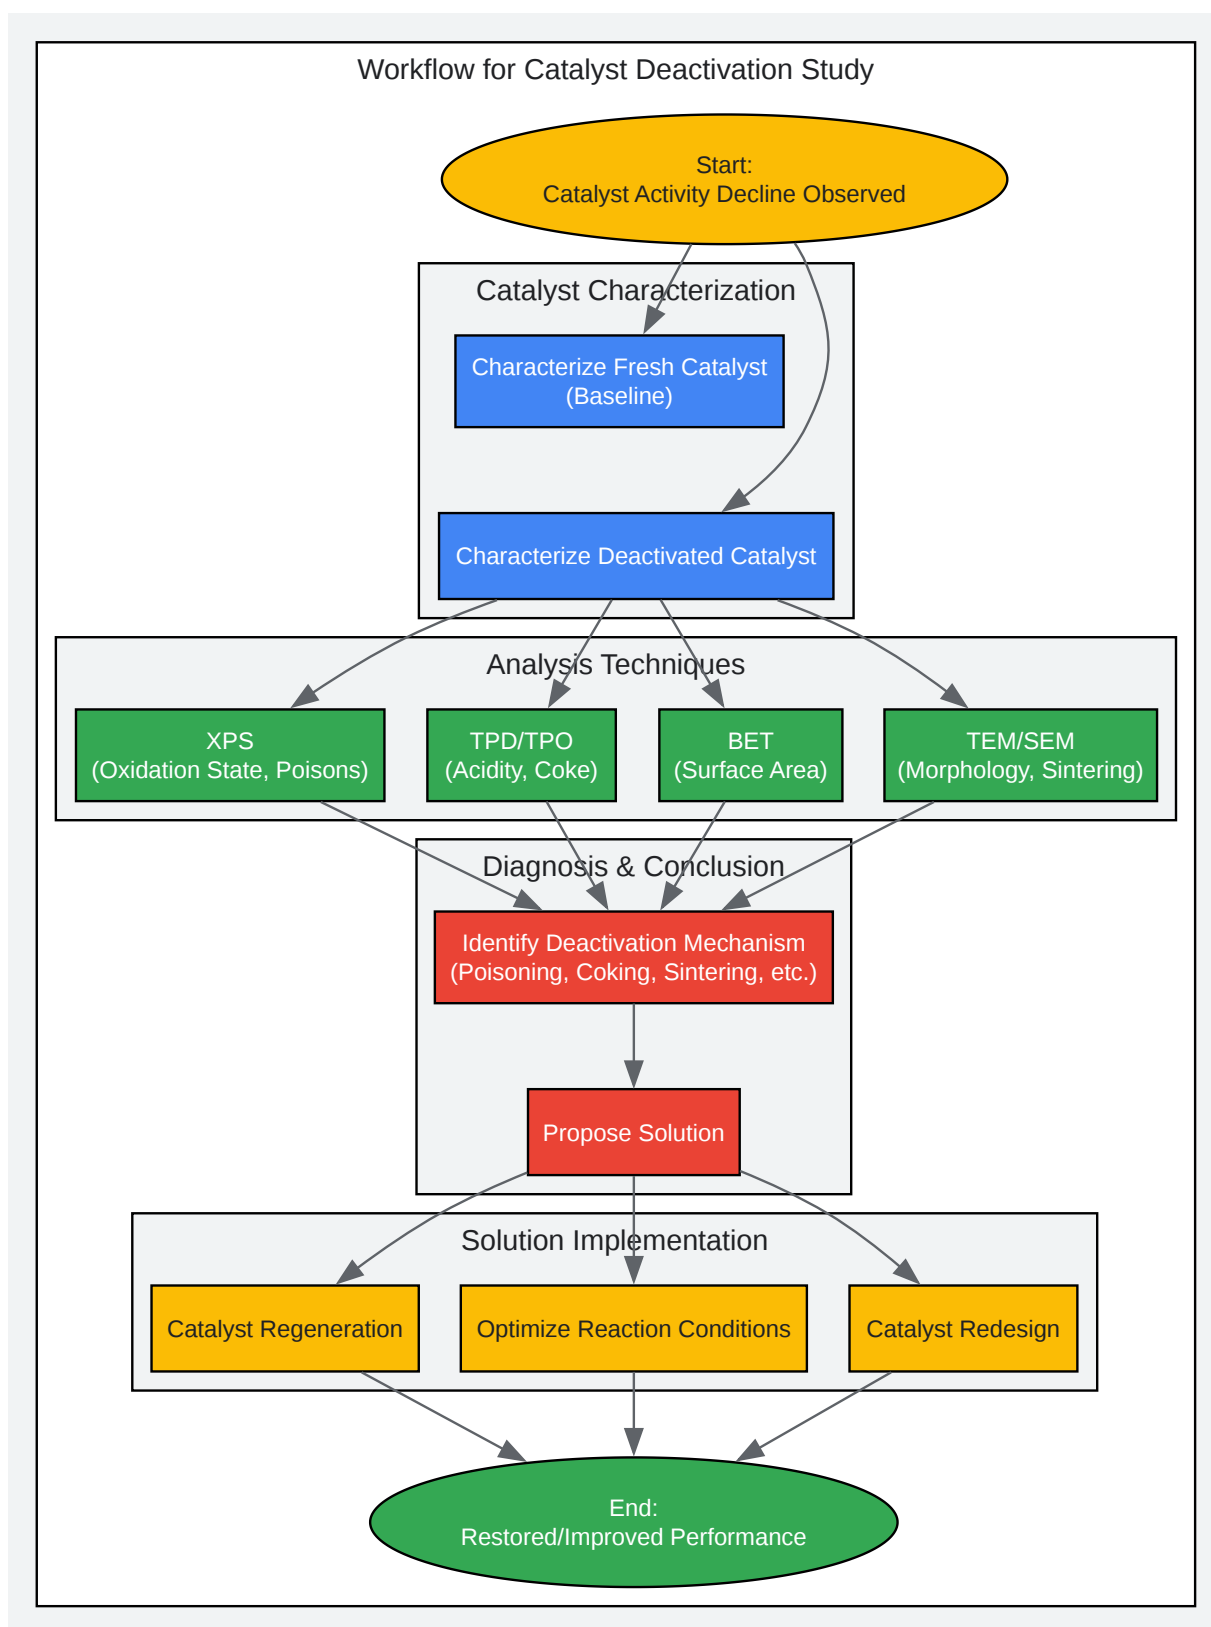 Workflow for Catalyst Deactivation Study
Start:
Catalyst Activity Decline Observed
Catalyst Characterization
Characterize Fresh Catalyst
(Baseline)
Characterize Deactivated Catalyst
Analysis Techniques
XPS
(Oxidation State, Poisons)
TPD/TPO
(Acidity, Coke)
BET
(Surface Area)
TEM/SEM
(Morphology, Sintering)
Diagnosis & Conclusion
Identify Deactivation Mechanism
(Poisoning, Coking, Sintering, etc.)
Propose Solution
Solution Implementation
Catalyst Regeneration
Optimize Reaction Conditions
Catalyst Redesign
End:
Restored/Improved Performance